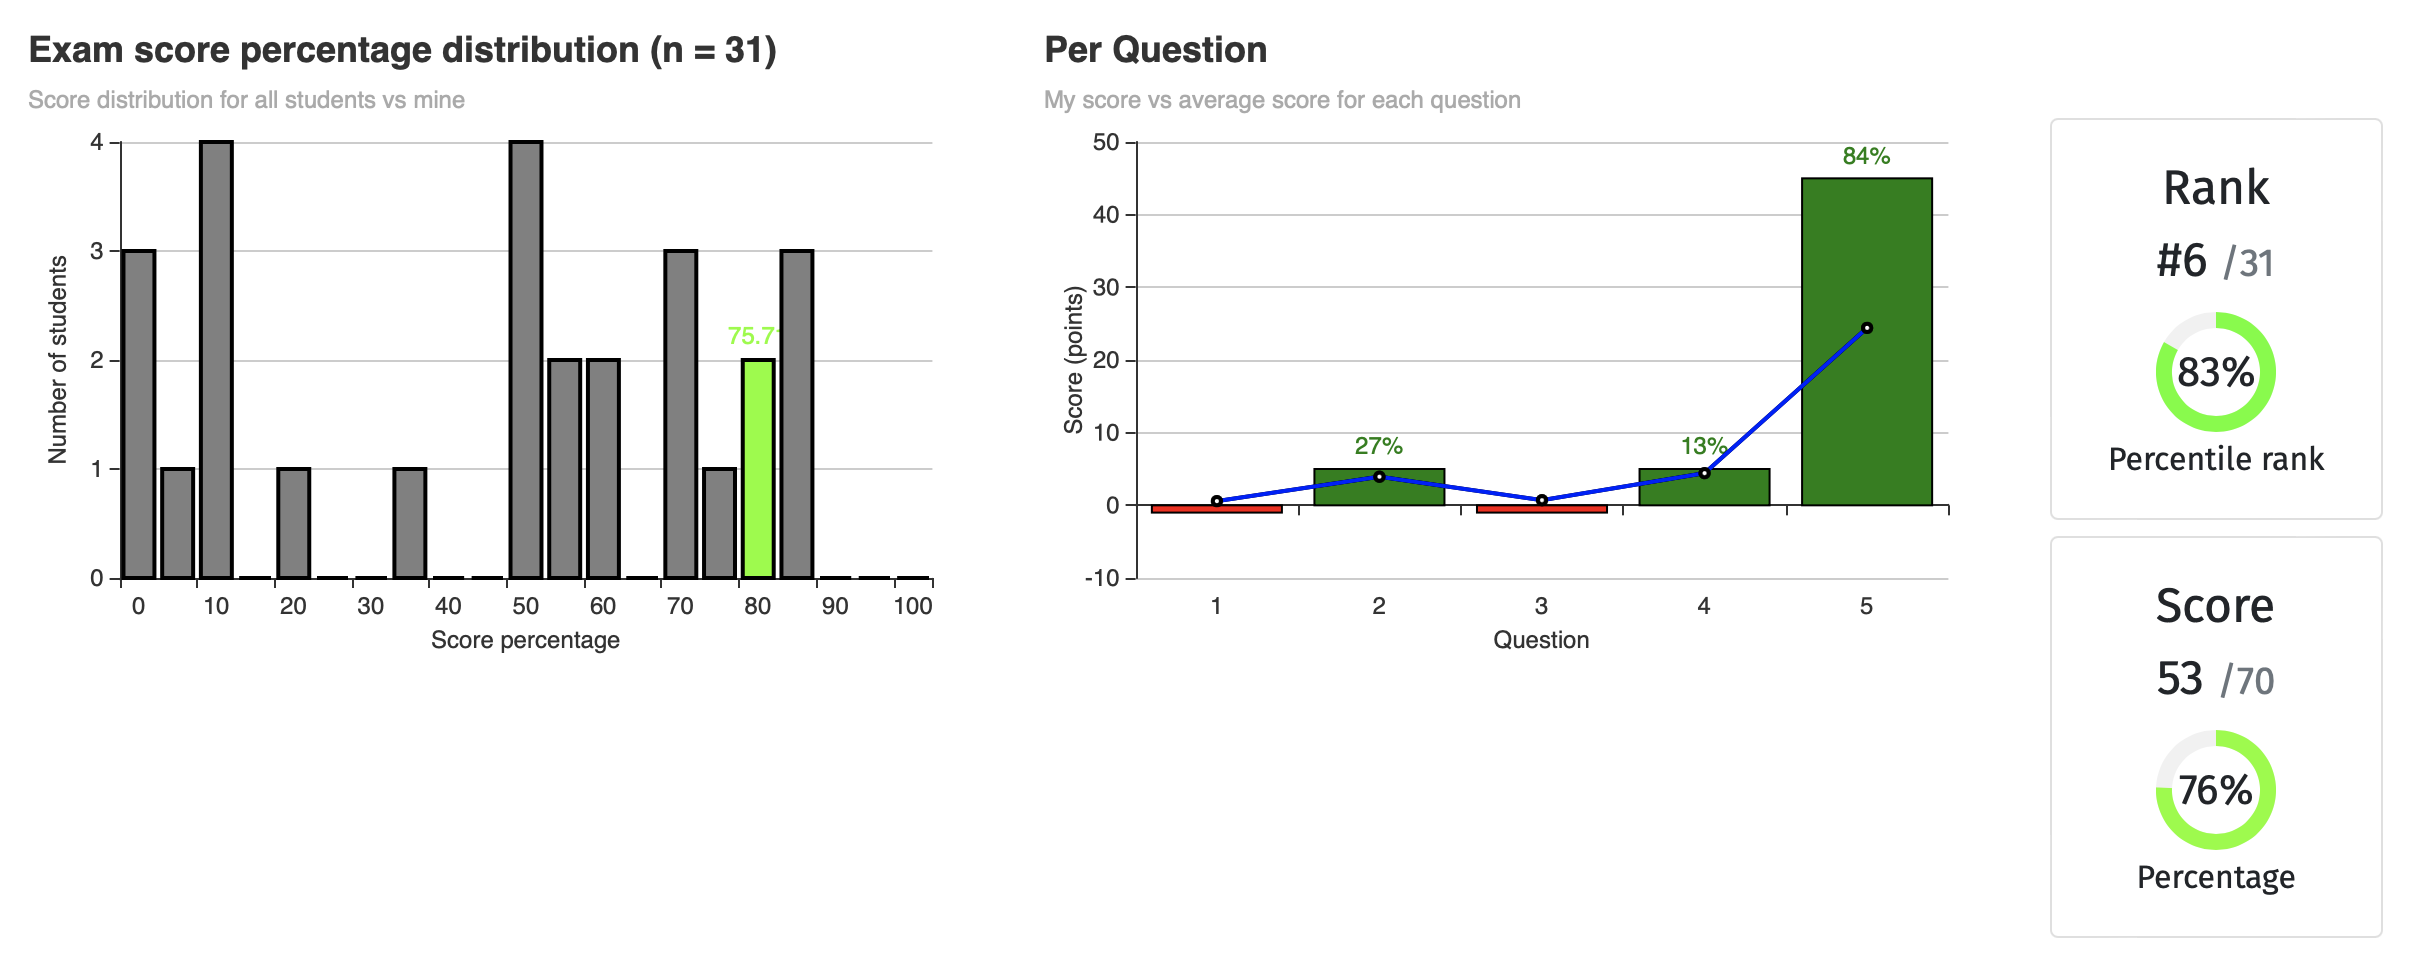 Exam score percentage distribution (n = 31)
Score distribution for all students vs mine
4
3
2
1
0
Number of students
75.7
0 10 20 30 40 50 60 70 80 90 100
Score percentage
Per Question
My score vs average score for each question
50
40
30
20
10
0
-10
Score (points)
27%
13%
84%
1 2 3 4 5
Question
Rank
#6 /31
83%
Percentile rank
Score
53 /70
76%
Percentage